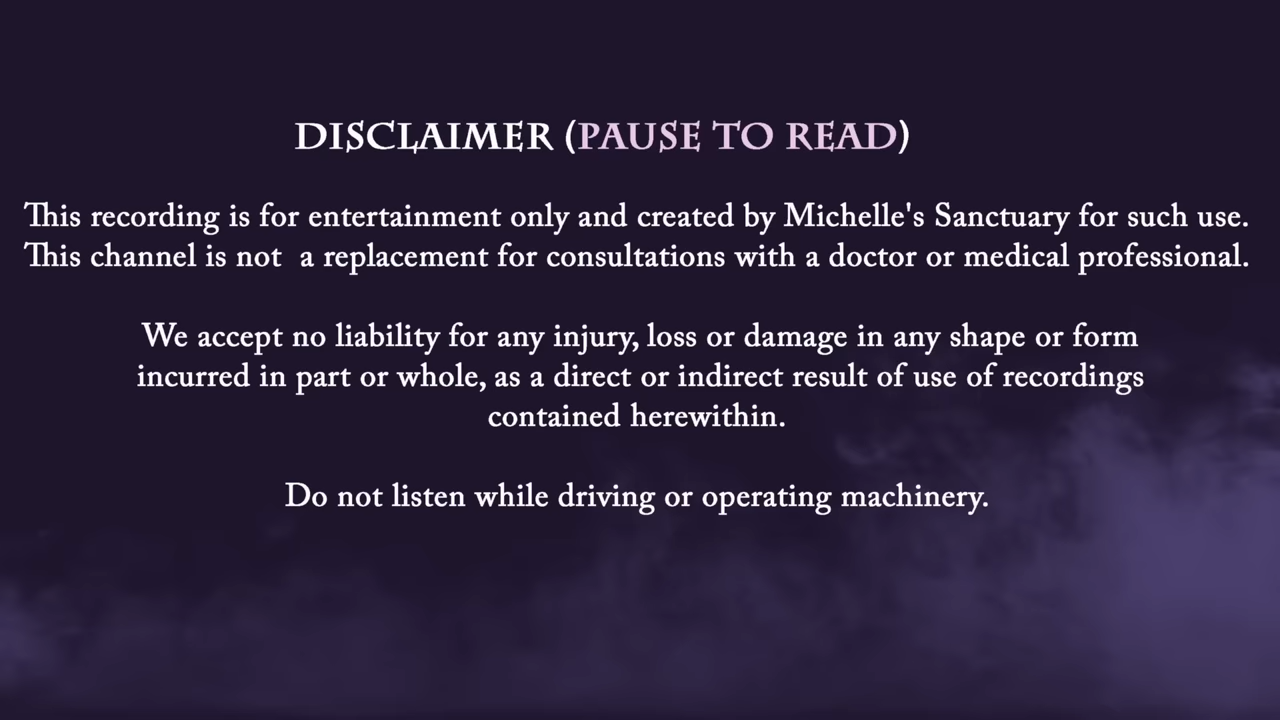 DISCLAIMER (PAUSE TO READ)
This recording is for entertainment only and created by Michelle's Sanctuary for such use.
This channel is not  a replacement for consultations with a doctor or medical professional.
We accept no liability for any injury, loss or damage in any shape or form
incurred in part or whole, as a direct or indirect result of use of recordings
contained herewithin.
Do not listen while driving or operating machinery.